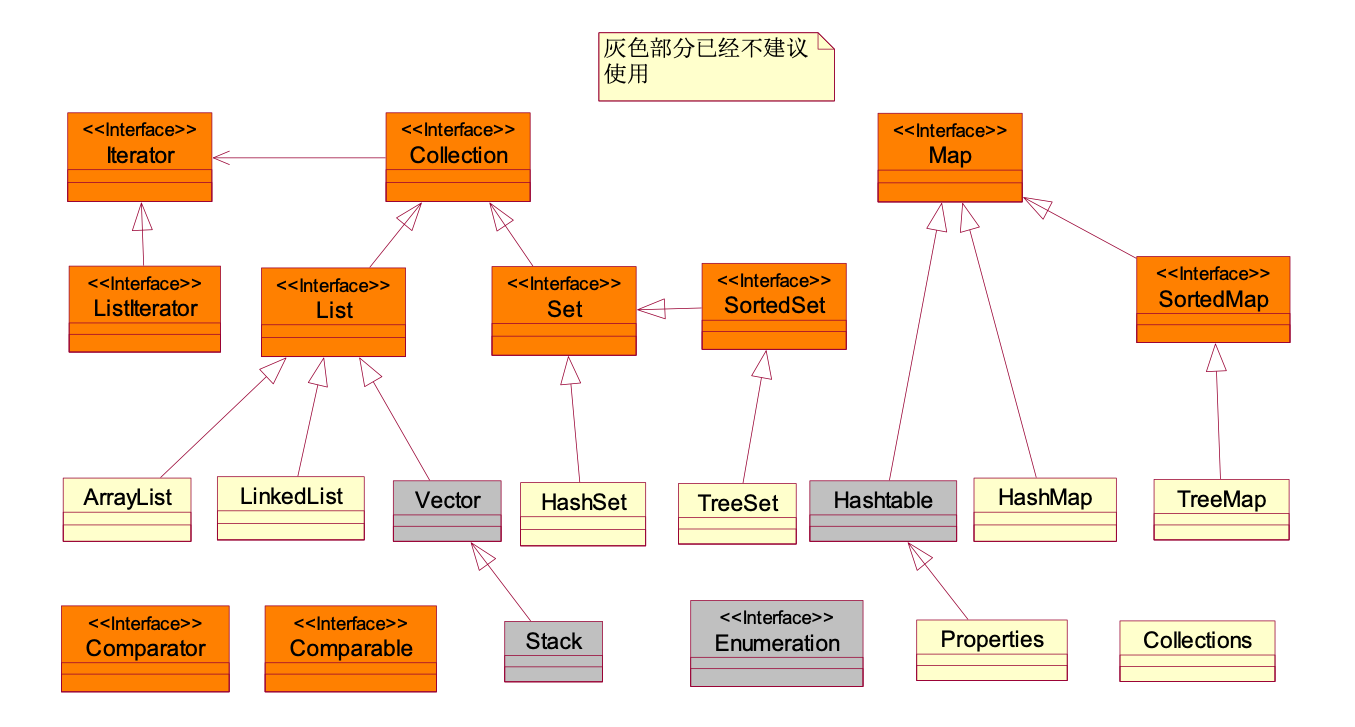 灰色部分已经不建议
使用
<<Interface>>
Iterator
<<Interface>>
Collection
<<Interface>>
Map
<<Interface>>
ListIterator
<<Interface>>
List
<<Interface>>
Set
<<Interface>>
SortedSet
<<Interface>>
SortedMap
ArrayList
LinkedList
Vector
HashSet
TreeSet
Hashtable
HashMap
TreeMap
<<Interface>>
Comparator
<<Interface>>
Comparable
Stack
<<Interface>>
Enumeration
Properties
Collections